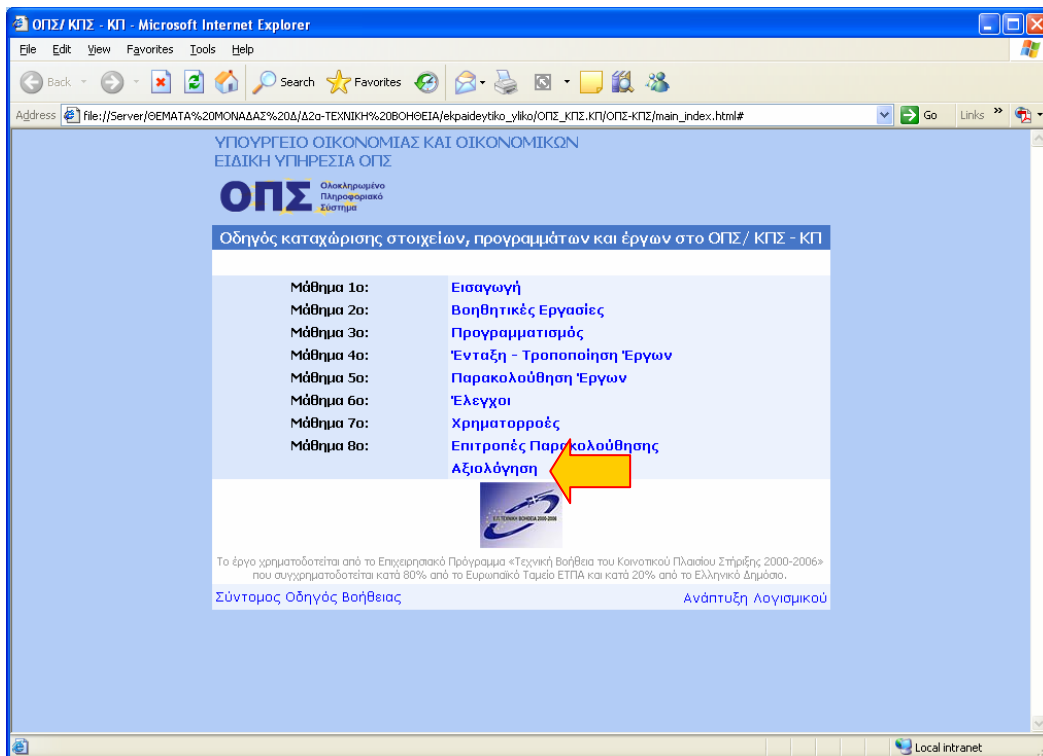 ΟΠΣ/ ΚΠΣ - ΚΠ - Microsoft Internet Explorer
File Edit View Favorites Tools Help
Back Search Favorites
Address file://Server/ΘΕΜΑΤΑ%20ΜΟΝΑΔΑΣ%20Δ/Δ2α-ΤΕΧΝΙΚΗ%20ΒΟΗΘΕΙΑ/ekpaideytiko_yliko/ΟΠΣ_ΚΠΣ.ΚΠ/ΟΠΣ-ΚΠΣ/main_index.html# Go Links »
ΥΠΟΥΡΓΕΙΟ ΟΙΚΟΝΟΜΙΑΣ ΚΑΙ ΟΙΚΟΝΟΜΙΚΩΝ
ΕΙΔΙΚΗ ΥΠΗΡΕΣΙΑ ΟΠΣ
ΟΠΣ Ολοκληρωμένο
Πληροφοριακό
Σύστημα
Οδηγός καταχώρισης στοιχείων, προγραμμάτων και έργων στο ΟΠΣ/ ΚΠΣ - ΚΠ
Μάθημα 1ο: Εισαγωγή
Μάθημα 2ο: Βοηθητικές Εργασίες
Μάθημα 3ο: Προγραμματισμός
Μάθημα 4ο: Ένταξη - Τροποποίηση Έργων
Μάθημα 5ο: Παρακολούθηση Έργων
Μάθημα 6ο: Έλεγχοι
Μάθημα 7ο: Χρηματορροές
Μάθημα 8ο: Επιτροπές Παρακολούθησης
Αξιολόγηση
Ε.Π. ΤΕΧΝΙΚΗ ΒΟΗΘΕΙΑ 2000-2006
Το έργο χρηματοδοτείται από το Επιχειρησιακό Πρόγραμμα «Τεχνική Βοήθεια του Κοινοτικού Πλαισίου Στήριξης 2000-2006»
που συγχρηματοδοτείται κατά 80% από το Ευρωπαϊκό Ταμείο ΕΤΠΑ και κατά 20% από το Ελληνικό Δημόσιο.
Σύντομος Οδηγός Βοήθειας Ανάπτυξη Λογισμικού
Local intranet